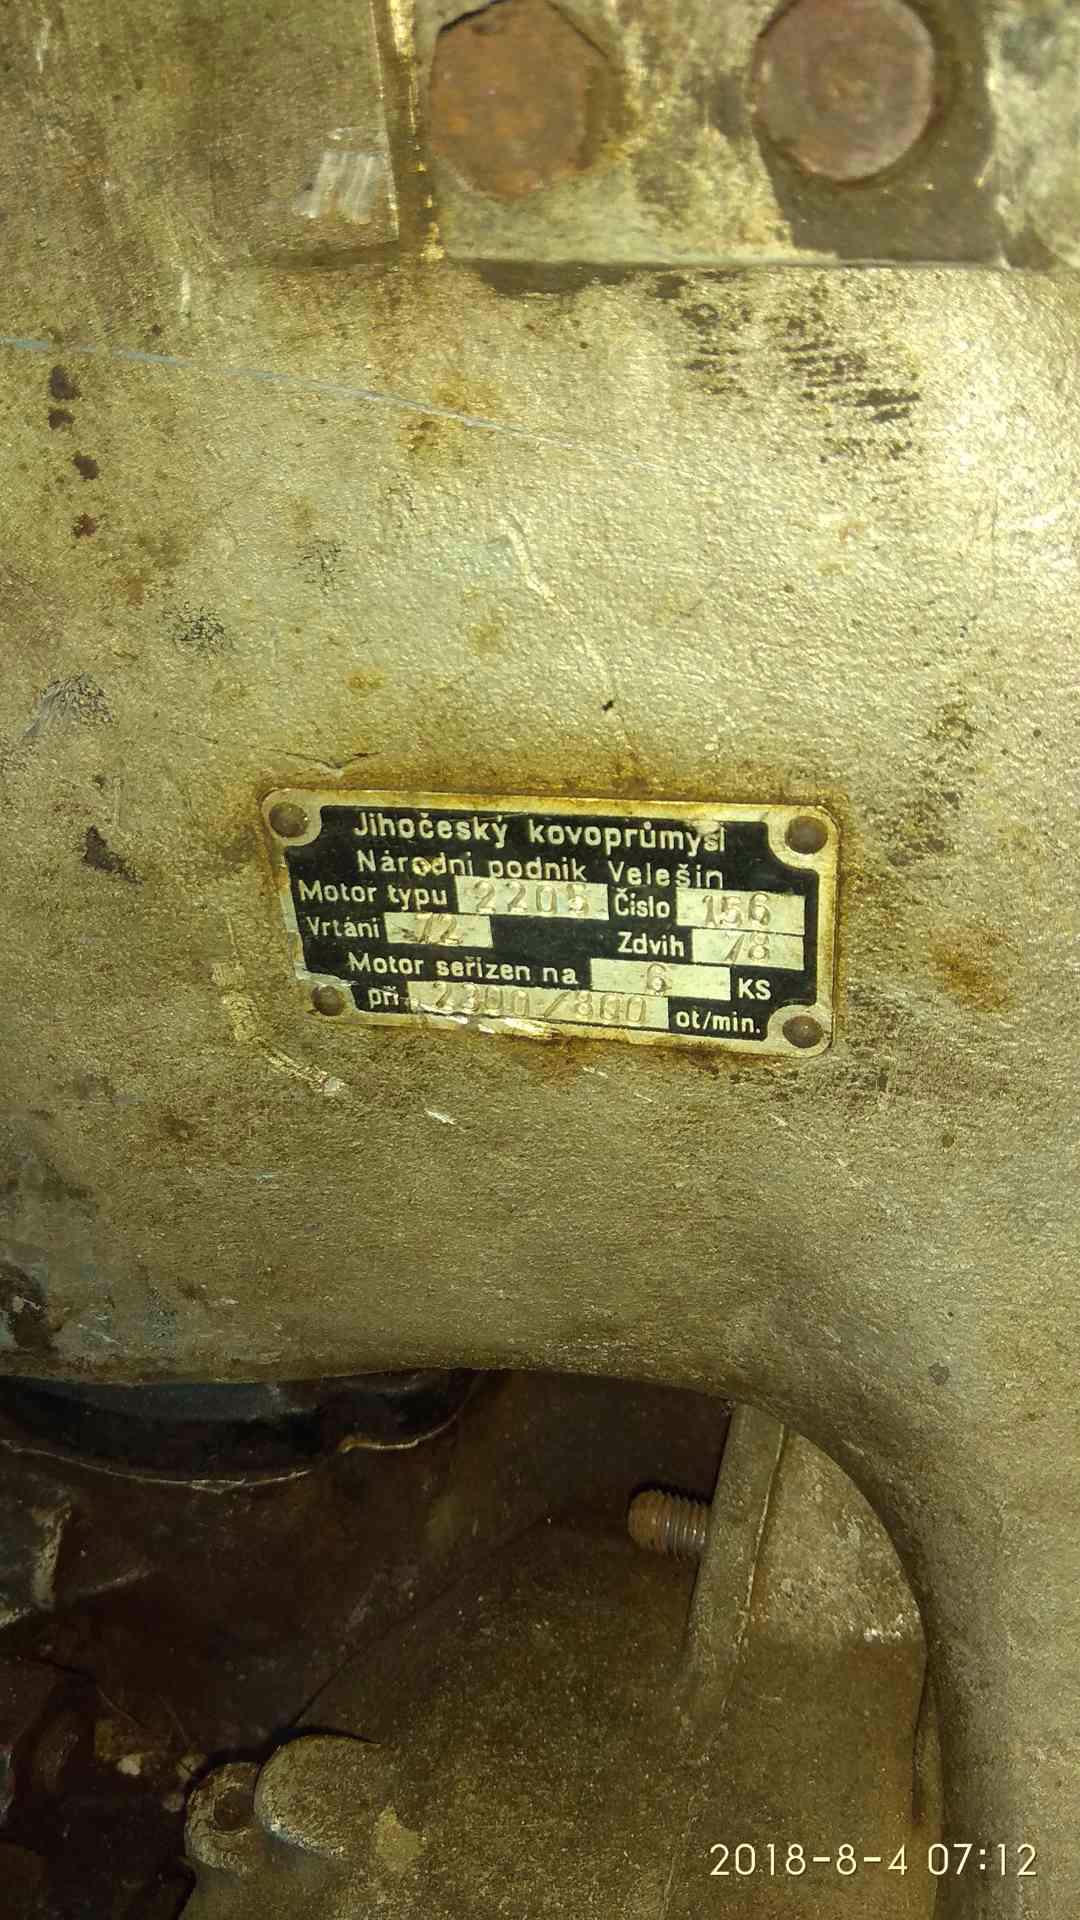 Jihočeský kovoprůmysl
Národní podnik Velešín
Motor typu 2205 Číslo 156
Vrtání 72 Zdvih 78
Motor seřízen na 6 KS
při 2300/800 ot/min.
2018-8-4 07:12